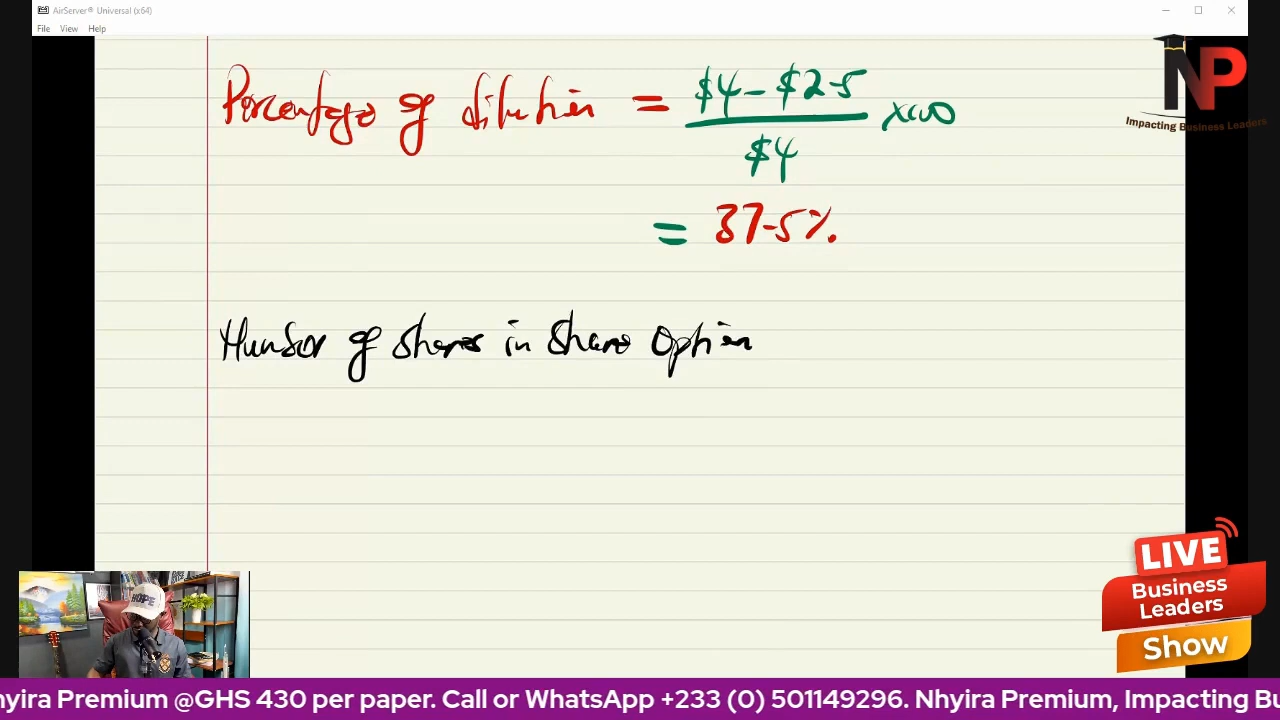 AirServer® Universal (x64)
File View Help
NP
Impacting Business Leaders
Percentage of dilution = $4 - $2.5 x100
$4
= 37.5%
Number of shares in share option
LIVE
Business
Leaders
Show
hyira Premium @GHS 430 per paper. Call or WhatsApp +233 (0) 501149296. Nhyira Premium, Impacting Bu